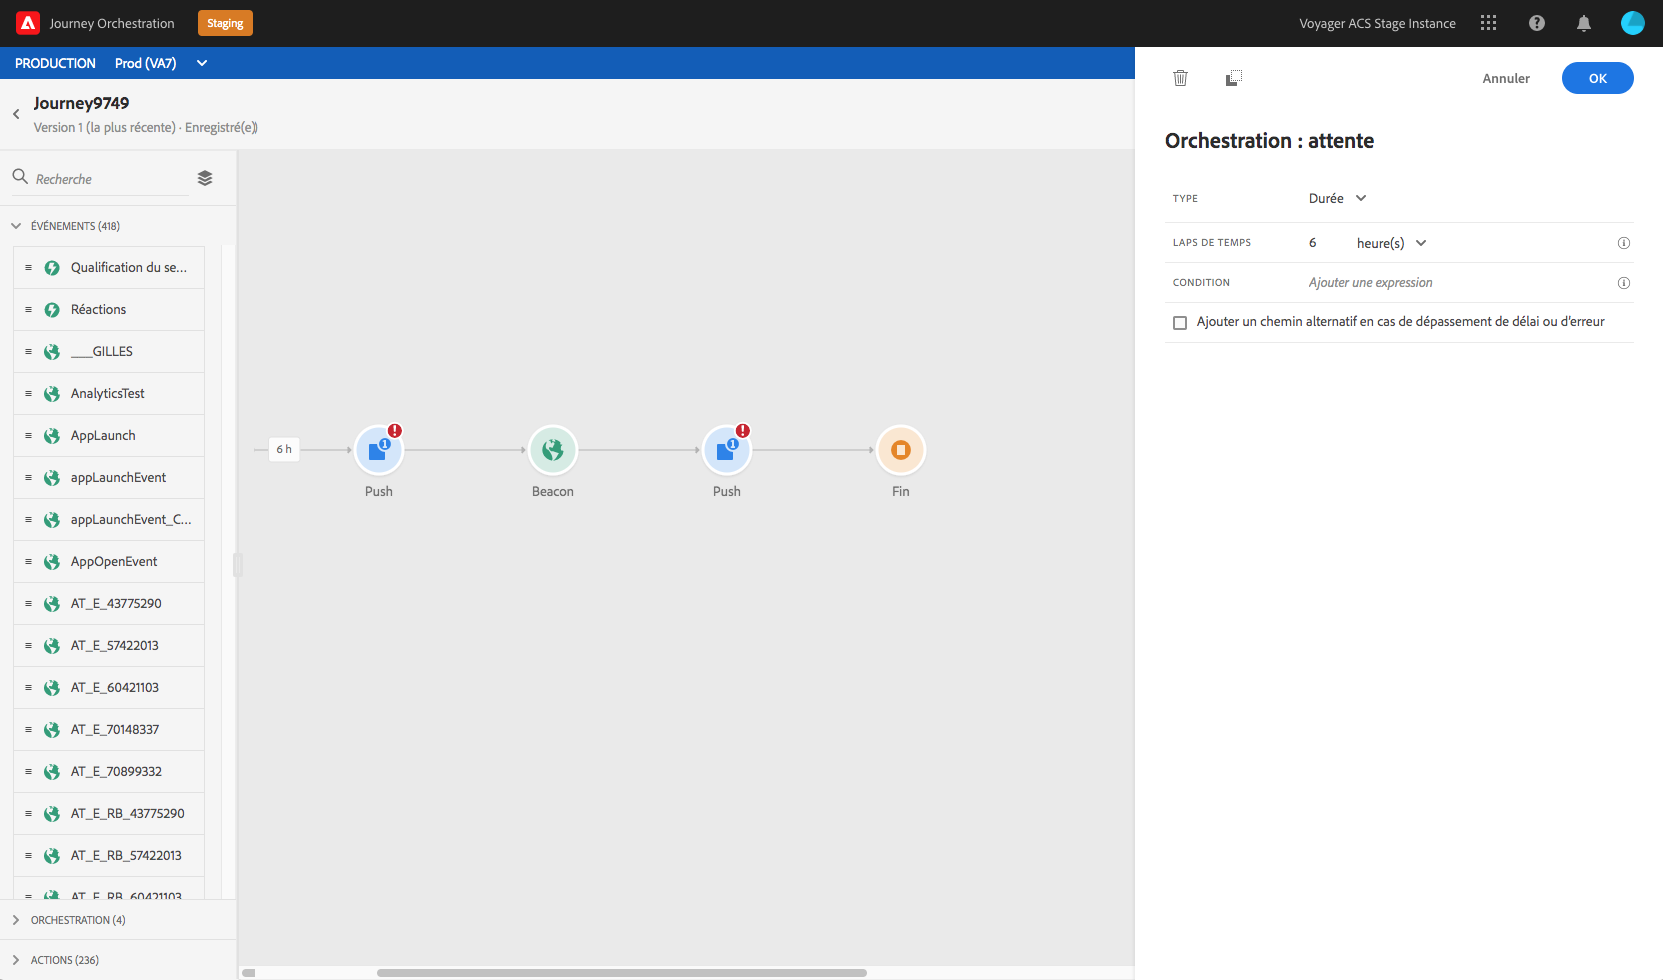 Journey Orchestration
Staging
Voyager ACS Stage Instance
PRODUCTION Prod (VA7)
Journey9749
Version 1 (la plus récente) · Enregistré(e))
Recherche
ÉVÉNEMENTS (418)
Qualification du se...
Réactions
___GILLES
AnalyticsTest
AppLaunch
appLaunchEvent
appLaunchEvent_C...
AppOpenEvent
AT_E_43775290
AT_E_57422013
AT_E_60421103
AT_E_70148337
AT_E_70899332
AT_E_RB_43775290
AT_E_RB_57422013
AT_E_RB_60421103
ORCHESTRATION (4)
ACTIONS (236)
6 h
1
Push
Beacon
1
Push
Fin
Annuler
OK
Orchestration : attente
TYPE Durée
LAPS DE TEMPS 6 heure(s)
CONDITION Ajouter une expression
Ajouter un chemin alternatif en cas de dépassement de délai ou d'erreur